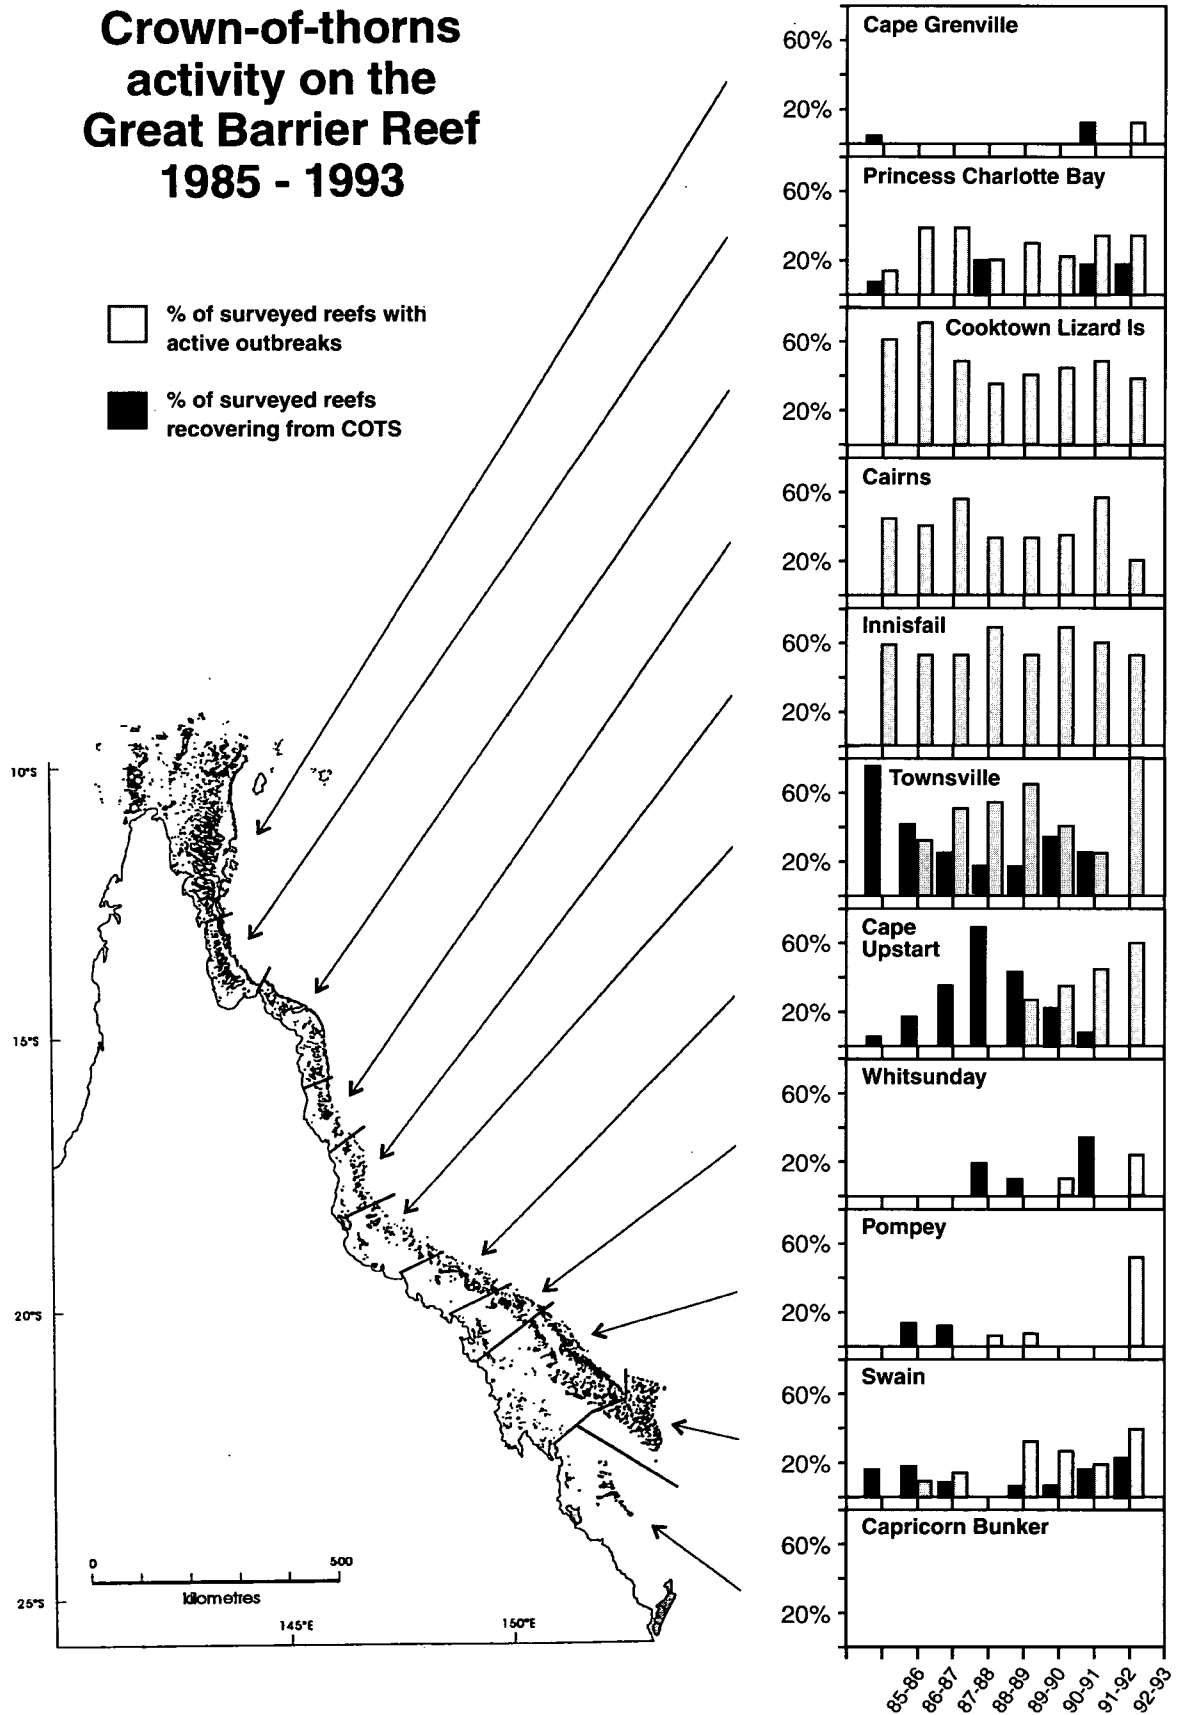 Crown-of-thorns
activity on the
Great Barrier Reef
1985 - 1993
% of surveyed reefs with
active outbreaks
% of surveyed reefs
recovering from COTS
10°S
15°S
20°S
25°S
0 500
kilometres
145°E 150°E
Cape Grenville
60%
20%
Princess Charlotte Bay
60%
20%
Cooktown Lizard Is
60%
20%
Cairns
60%
20%
Innisfail
60%
20%
Townsville
60%
20%
Cape
Upstart
60%
20%
Whitsunday
60%
20%
Pompey
60%
20%
Swain
60%
20%
Capricorn Bunker
60%
20%
85-86
86-87
87-88
88-89
89-90
90-91
91-92
92-93